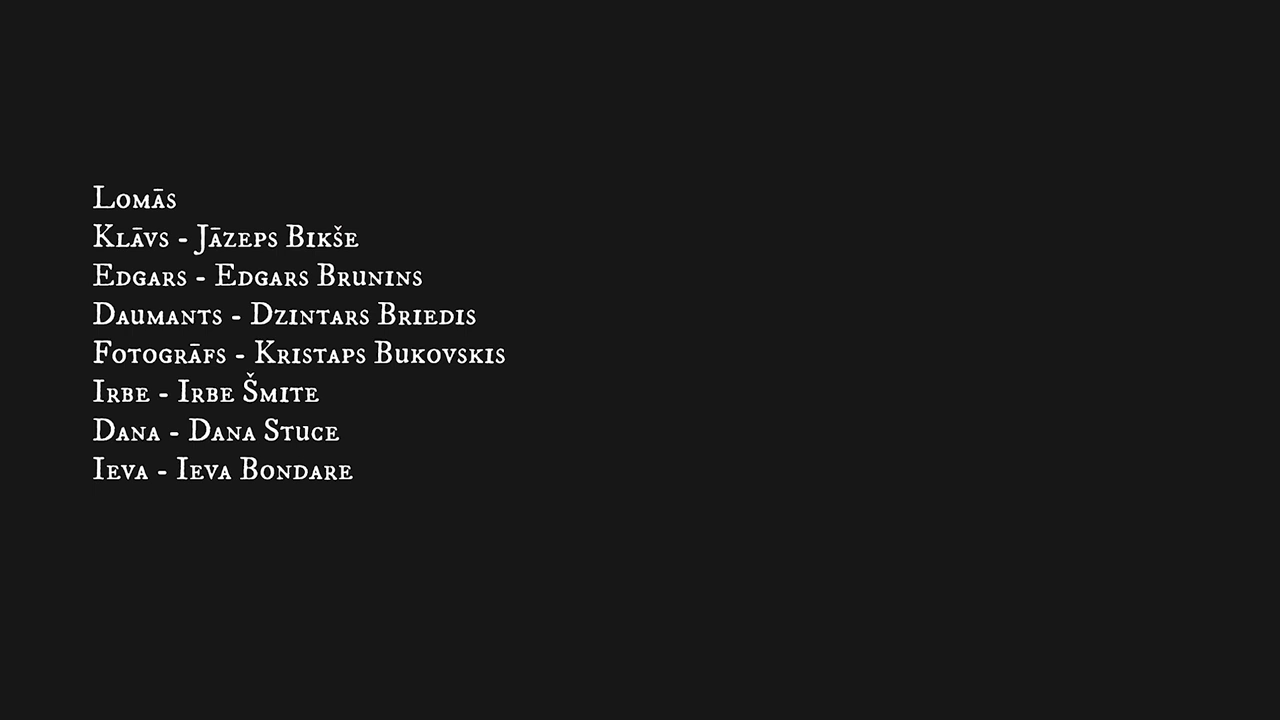 Lomās
Klāvs - Jāzeps Bikše
Edgars - Edgars Brunins
Daumants - Dzintars Briedis
Fotogrāfs - Kristaps Bukovskis
Irbe - Irbe Šmite
Dana - Dana Stuce
Ieva - Ieva Bondare